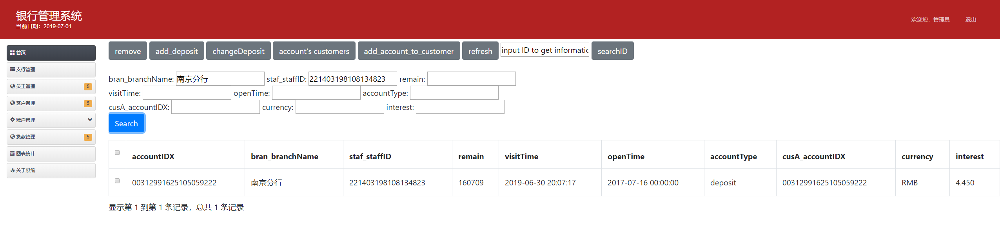 银行管理系统
当前日期：2019-07-01
欢迎您，管理员 退出
首页
支行管理
员工管理 5
客户管理 5
账户管理
贷款管理 5
图表统计
关于系统
remove add_deposit changeDeposit account's customers add_account_to_customer refresh input ID to get informatic searchID
bran_branchName: 南京分行 staf_staffID: 221403198108134823 remain:
visitTime: openTime: accountType:
cusA_accountIDX: currency: interest:
Search
accountIDX bran_branchName staf_staffID remain visitTime openTime accountType cusA_accountIDX currency interest
00312991625105059222 南京分行 221403198108134823 160709 2019-06-30 20:07:17 2017-07-16 00:00:00 deposit 00312991625105059222 RMB 4.450
显示第 1 到第 1 条记录，总共 1 条记录